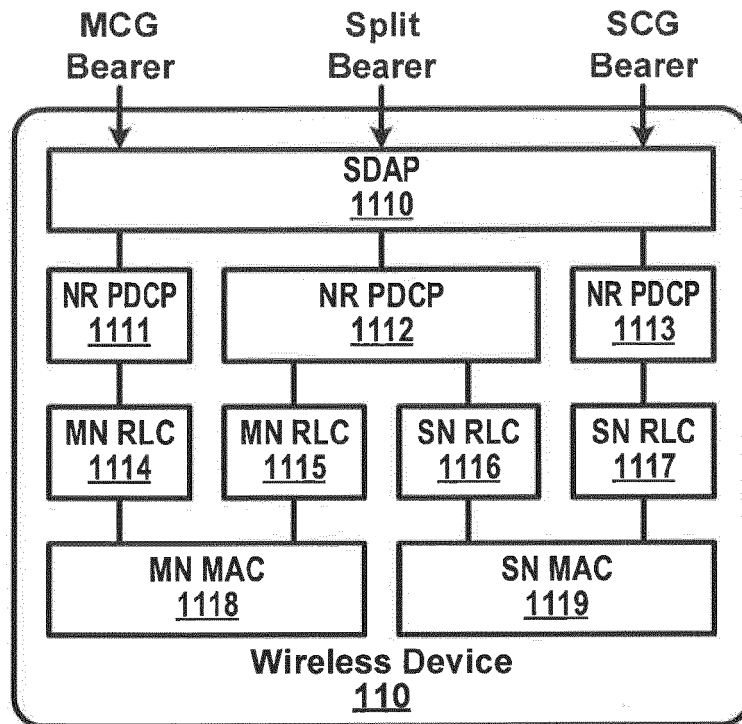 MCG Bearer
Split Bearer
SCG Bearer
SDAP
1110
NR PDCP
1111
NR PDCP
1112
NR PDCP
1113
MN RLC
1114
MN RLC
1115
SN RLC
1116
SN RLC
1117
MN MAC
1118
SN MAC
1119
Wireless Device
110